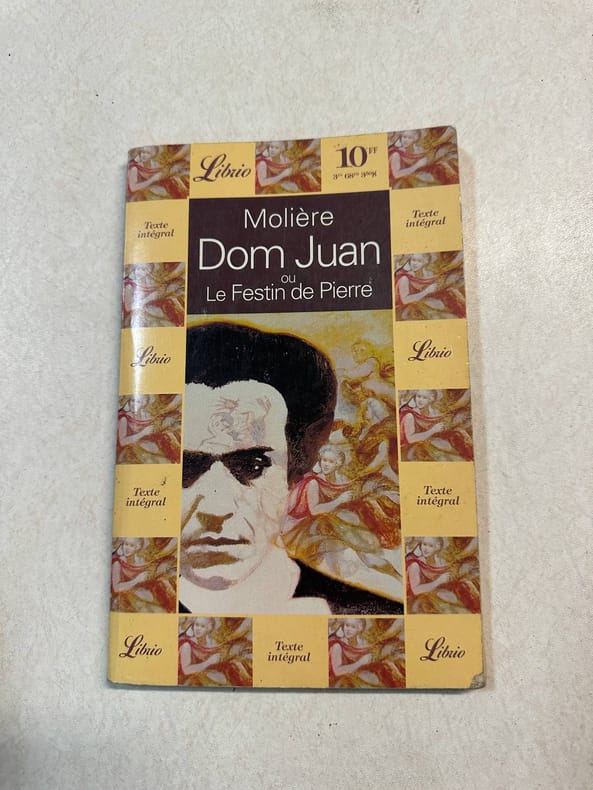 Librio
10FF
Texte
intégral
Molière
Dom Juan
ou
Le Festin de Pierre
Texte
intégral
Librio
Librio
Texte
intégral
Texte
intégral
Librio
Texte
intégral
Librio